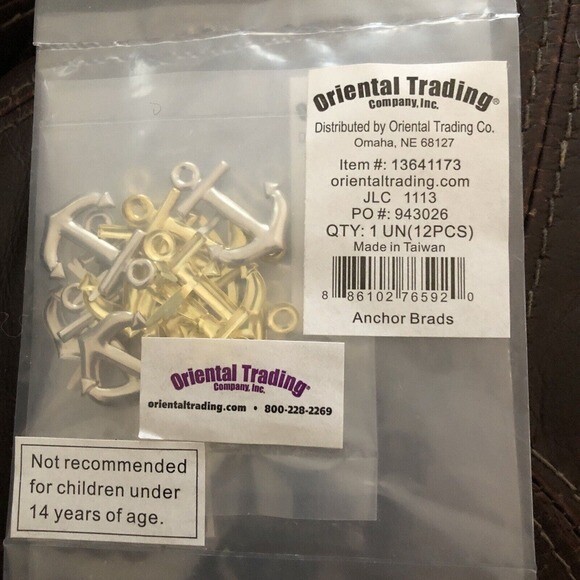 Oriental Trading®
Company, Inc.
Distributed by Oriental Trading Co.
Omaha, NE 68127
Item #: 13641173
orientaltrading.com
JLC 1113
PO #: 943026
QTY: 1 UN(12PCS)
Made in Taiwan
8 86102 76592 0
Anchor Brads
Oriental Trading®
Company, Inc.
orientaltrading.com • 800-228-2269
Not recommended
for children under
14 years of age.